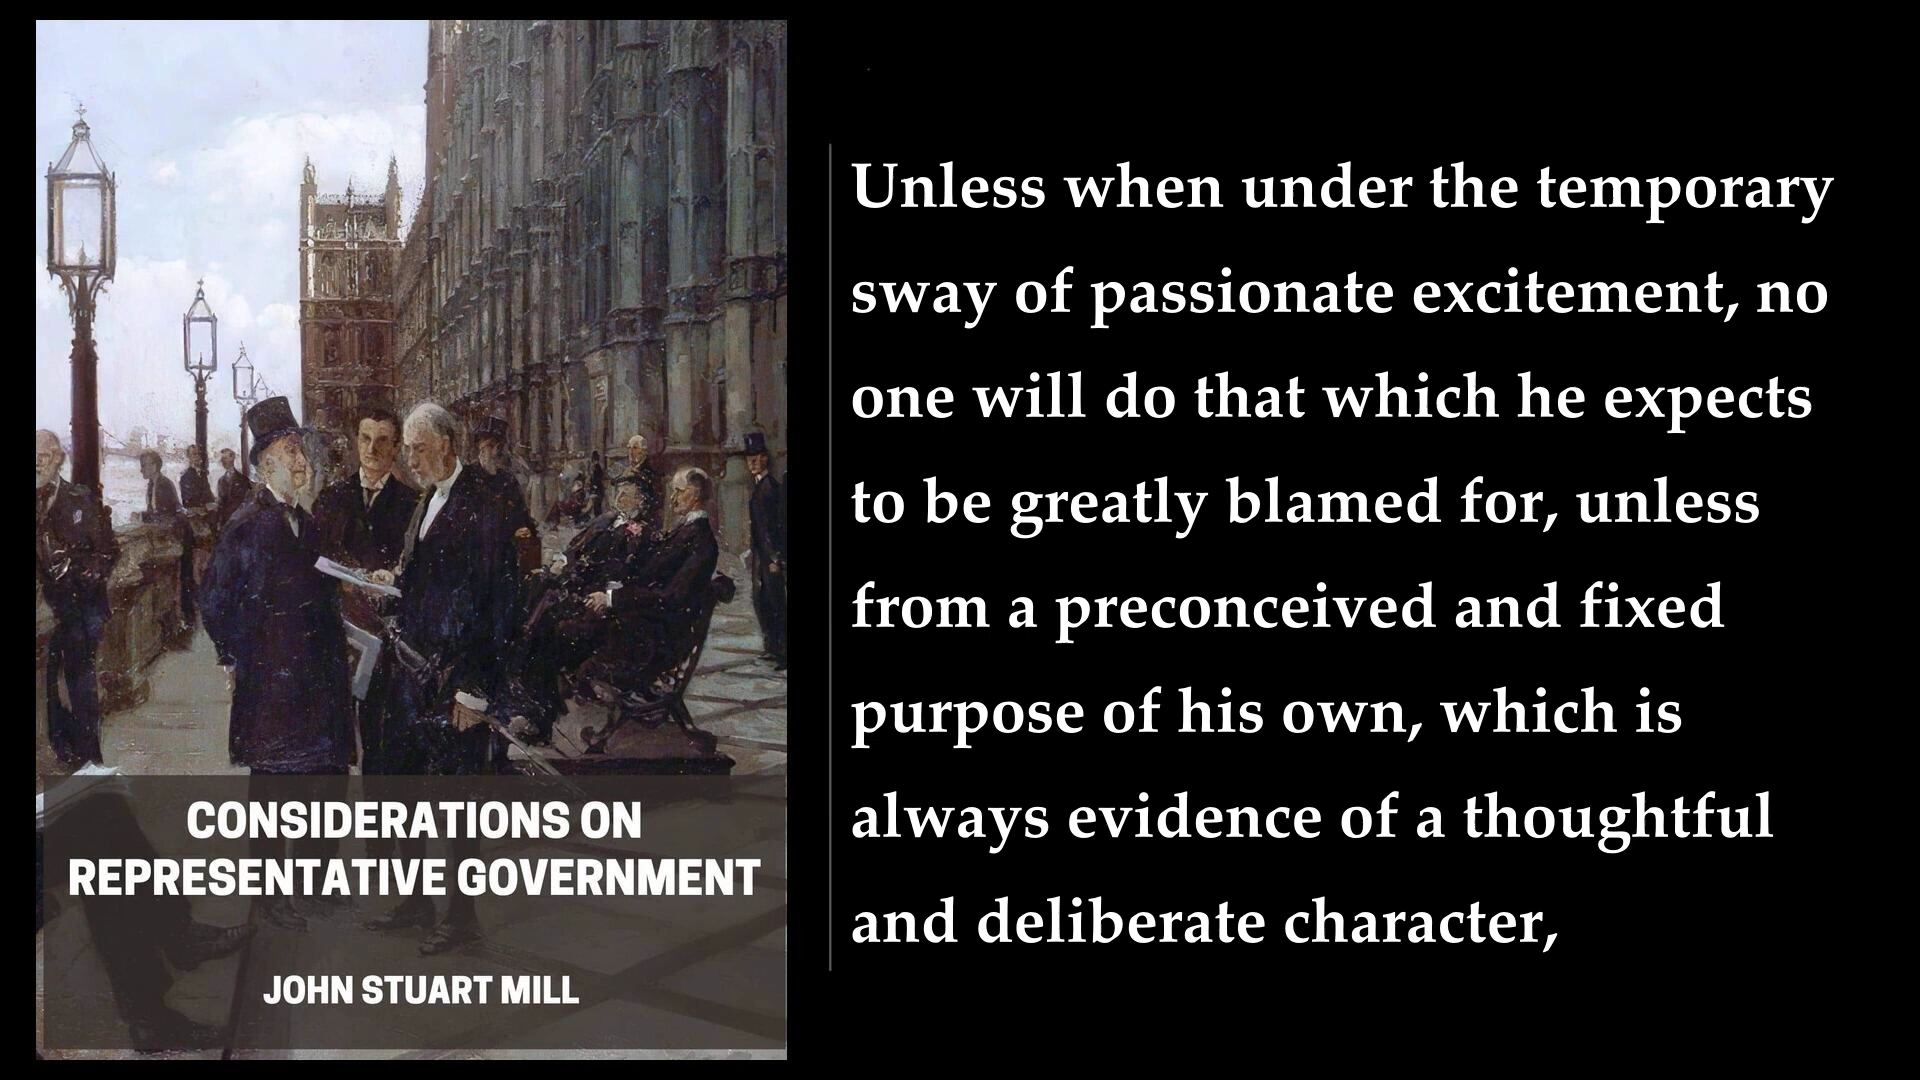 CONSIDERATIONS ON
REPRESENTATIVE GOVERNMENT
JOHN STUART MILL
Unless when under the temporary
sway of passionate excitement, no
one will do that which he expects
to be greatly blamed for, unless
from a preconceived and fixed
purpose of his own, which is
always evidence of a thoughtful
and deliberate character,